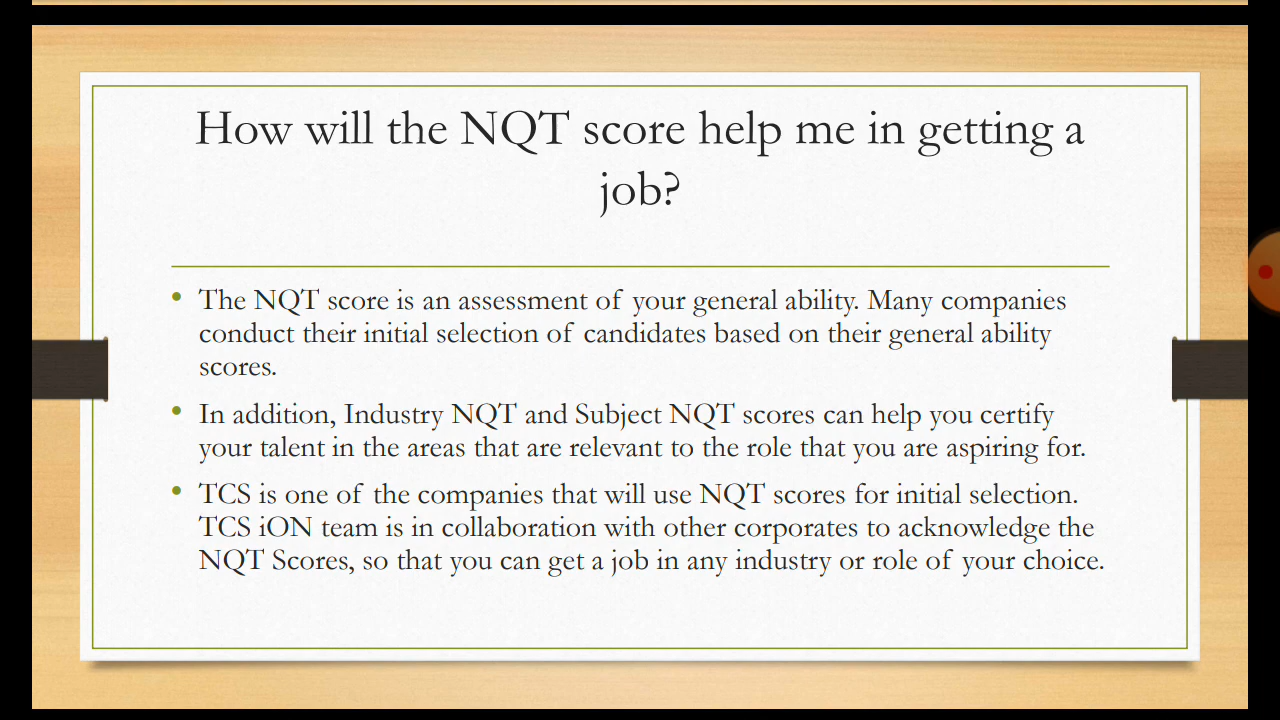 How will the NQT score help me in getting a
job?
• The NQT score is an assessment of your general ability. Many companies
conduct their initial selection of candidates based on their general ability
scores.
• In addition, Industry NQT and Subject NQT scores can help you certify
your talent in the areas that are relevant to the role that you are aspiring for.
• TCS is one of the companies that will use NQT scores for initial selection.
TCS iON team is in collaboration with other corporates to acknowledge the
NQT Scores, so that you can get a job in any industry or role of your choice.